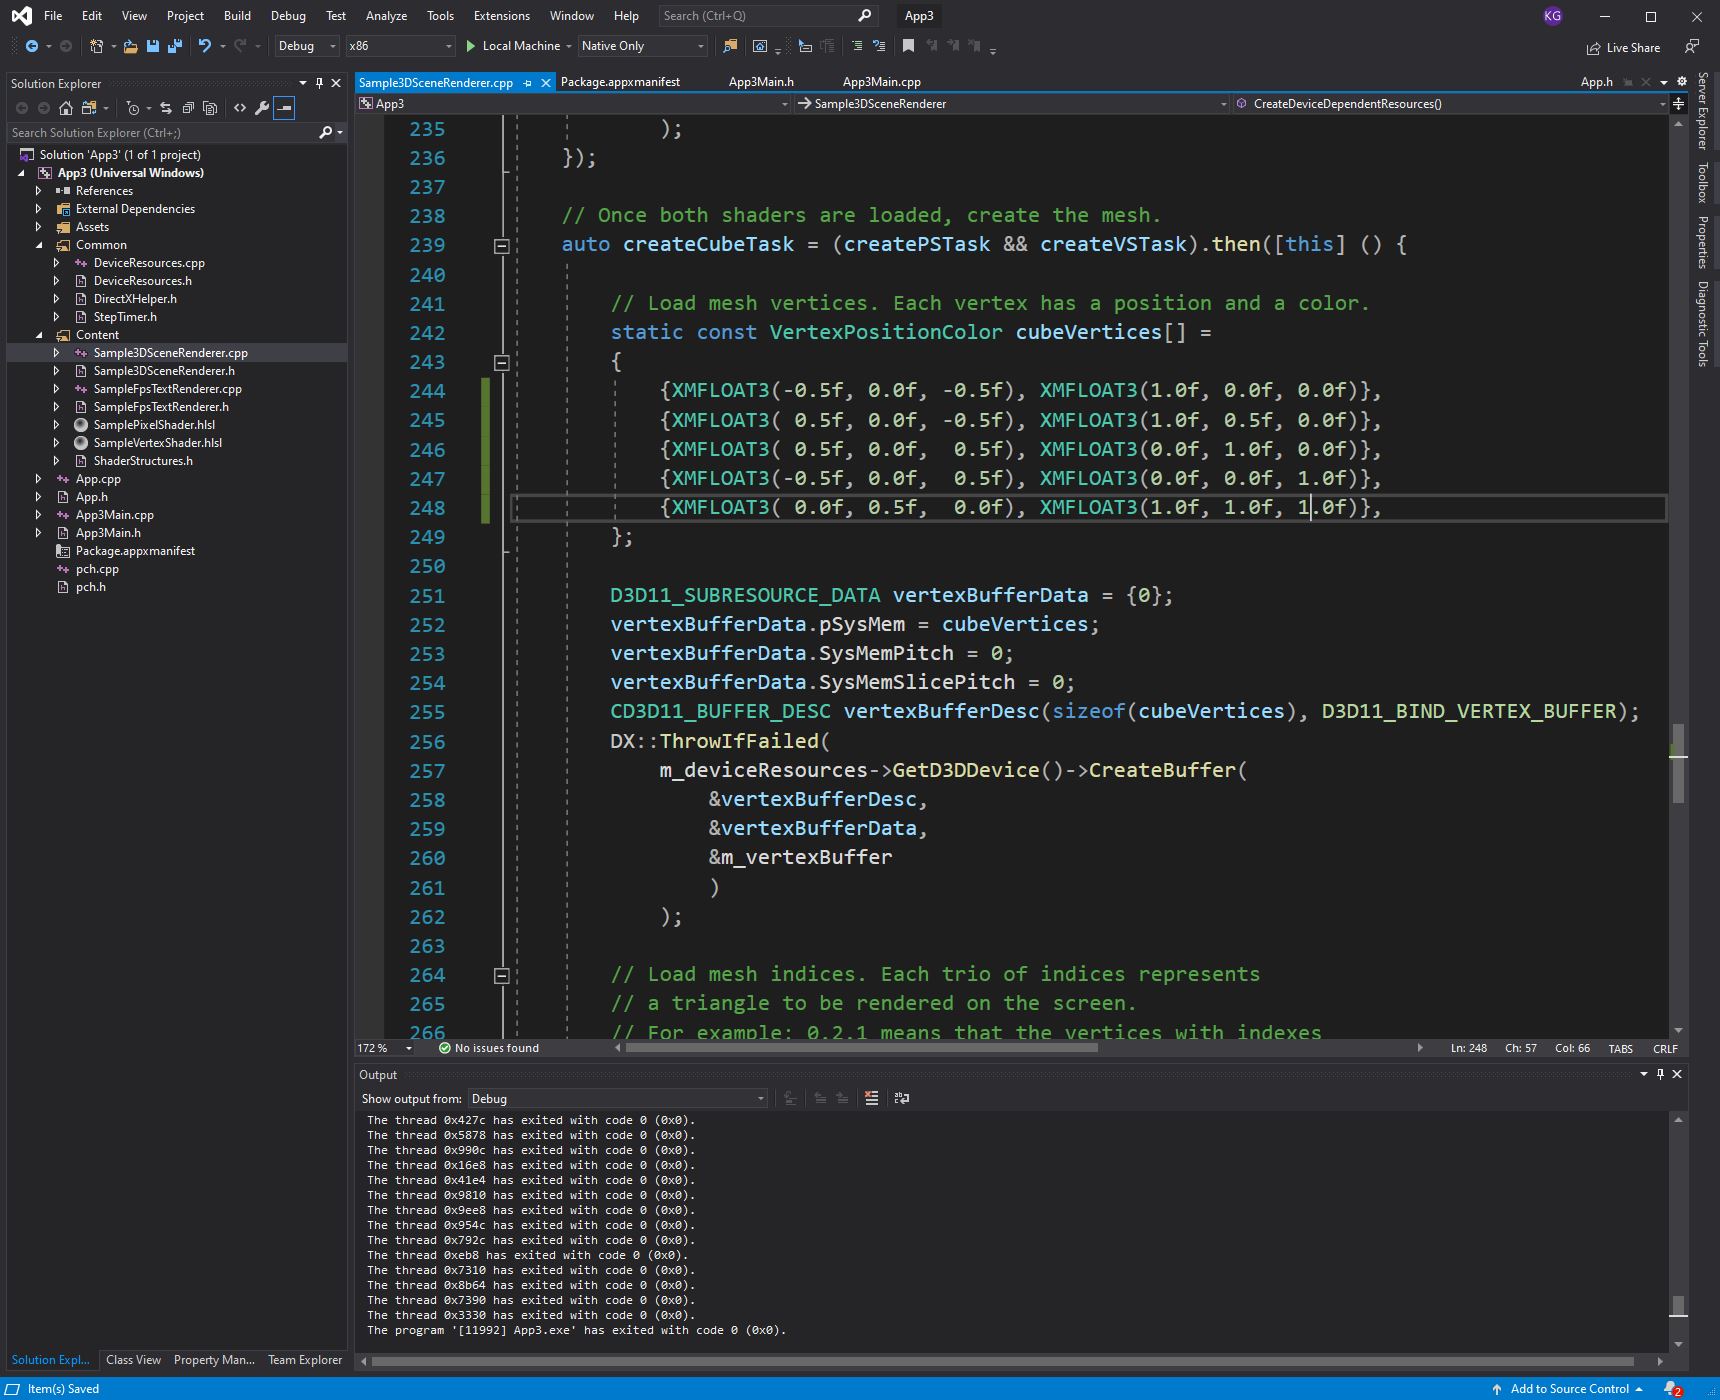 File Edit View Project Build Debug Test Analyze Tools Extensions Window Help Search (Ctrl+Q) App3 KG
Debug x86 Local Machine Native Only Live Share
Solution Explorer
Search Solution Explorer (Ctrl+;)
Solution 'App3' (1 of 1 project)
App3 (Universal Windows)
References
External Dependencies
Assets
Common
DeviceResources.cpp
DeviceResources.h
DirectXHelper.h
StepTimer.h
Content
Sample3DSceneRenderer.cpp
Sample3DSceneRenderer.h
SampleFpsTextRenderer.cpp
SampleFpsTextRenderer.h
SamplePixelShader.hlsl
SampleVertexShader.hlsl
ShaderStructures.h
App.cpp
App.h
App3Main.cpp
App3Main.h
Package.appxmanifest
pch.cpp
pch.h
Solution Expl... Class View Property Man... Team Explorer
Sample3DSceneRenderer.cpp Package.appxmanifest App3Main.h App3Main.cpp App.h
App3 Sample3DSceneRenderer CreateDeviceDependentResources()
235 );
236 });
237
238 // Once both shaders are loaded, create the mesh.
239 auto createCubeTask = (createPSTask && createVSTask).then([this] () {
240
241 // Load mesh vertices. Each vertex has a position and a color.
242 static const VertexPositionColor cubeVertices[] =
243 {
244 {XMFLOAT3(-0.5f, 0.0f, -0.5f), XMFLOAT3(1.0f, 0.0f, 0.0f)},
245 {XMFLOAT3( 0.5f, 0.0f, -0.5f), XMFLOAT3(1.0f, 0.5f, 0.0f)},
246 {XMFLOAT3( 0.5f, 0.0f,  0.5f), XMFLOAT3(0.0f, 1.0f, 0.0f)},
247 {XMFLOAT3(-0.5f, 0.0f,  0.5f), XMFLOAT3(0.0f, 0.0f, 1.0f)},
248 {XMFLOAT3( 0.0f, 0.5f,  0.0f), XMFLOAT3(1.0f, 1.0f, 1.0f)},
249 };
250
251 D3D11_SUBRESOURCE_DATA vertexBufferData = {0};
252 vertexBufferData.pSysMem = cubeVertices;
253 vertexBufferData.SysMemPitch = 0;
254 vertexBufferData.SysMemSlicePitch = 0;
255 CD3D11_BUFFER_DESC vertexBufferDesc(sizeof(cubeVertices), D3D11_BIND_VERTEX_BUFFER);
256 DX::ThrowIfFailed(
257 m_deviceResources->GetD3DDevice()->CreateBuffer(
258 &vertexBufferDesc,
259 &vertexBufferData,
260 &m_vertexBuffer
261 )
262 );
263
264 // Load mesh indices. Each trio of indices represents
265 // a triangle to be rendered on the screen.
266 // For example: 0,2,1 means that the vertices with indexes
172 % No issues found Ln: 248 Ch: 57 Col: 66 TABS CRLF
Output
Show output from: Debug
The thread 0x427c has exited with code 0 (0x0).
The thread 0x5878 has exited with code 0 (0x0).
The thread 0x990c has exited with code 0 (0x0).
The thread 0x16e8 has exited with code 0 (0x0).
The thread 0x41e4 has exited with code 0 (0x0).
The thread 0x9810 has exited with code 0 (0x0).
The thread 0x9ee8 has exited with code 0 (0x0).
The thread 0x954c has exited with code 0 (0x0).
The thread 0x792c has exited with code 0 (0x0).
The thread 0xeb8 has exited with code 0 (0x0).
The thread 0x7310 has exited with code 0 (0x0).
The thread 0x8b64 has exited with code 0 (0x0).
The thread 0x7390 has exited with code 0 (0x0).
The thread 0x3330 has exited with code 0 (0x0).
The program '[11992] App3.exe' has exited with code 0 (0x0).
Server Explorer
Toolbox
Properties
Diagnostic Tools
Item(s) Saved Add to Source Control 2